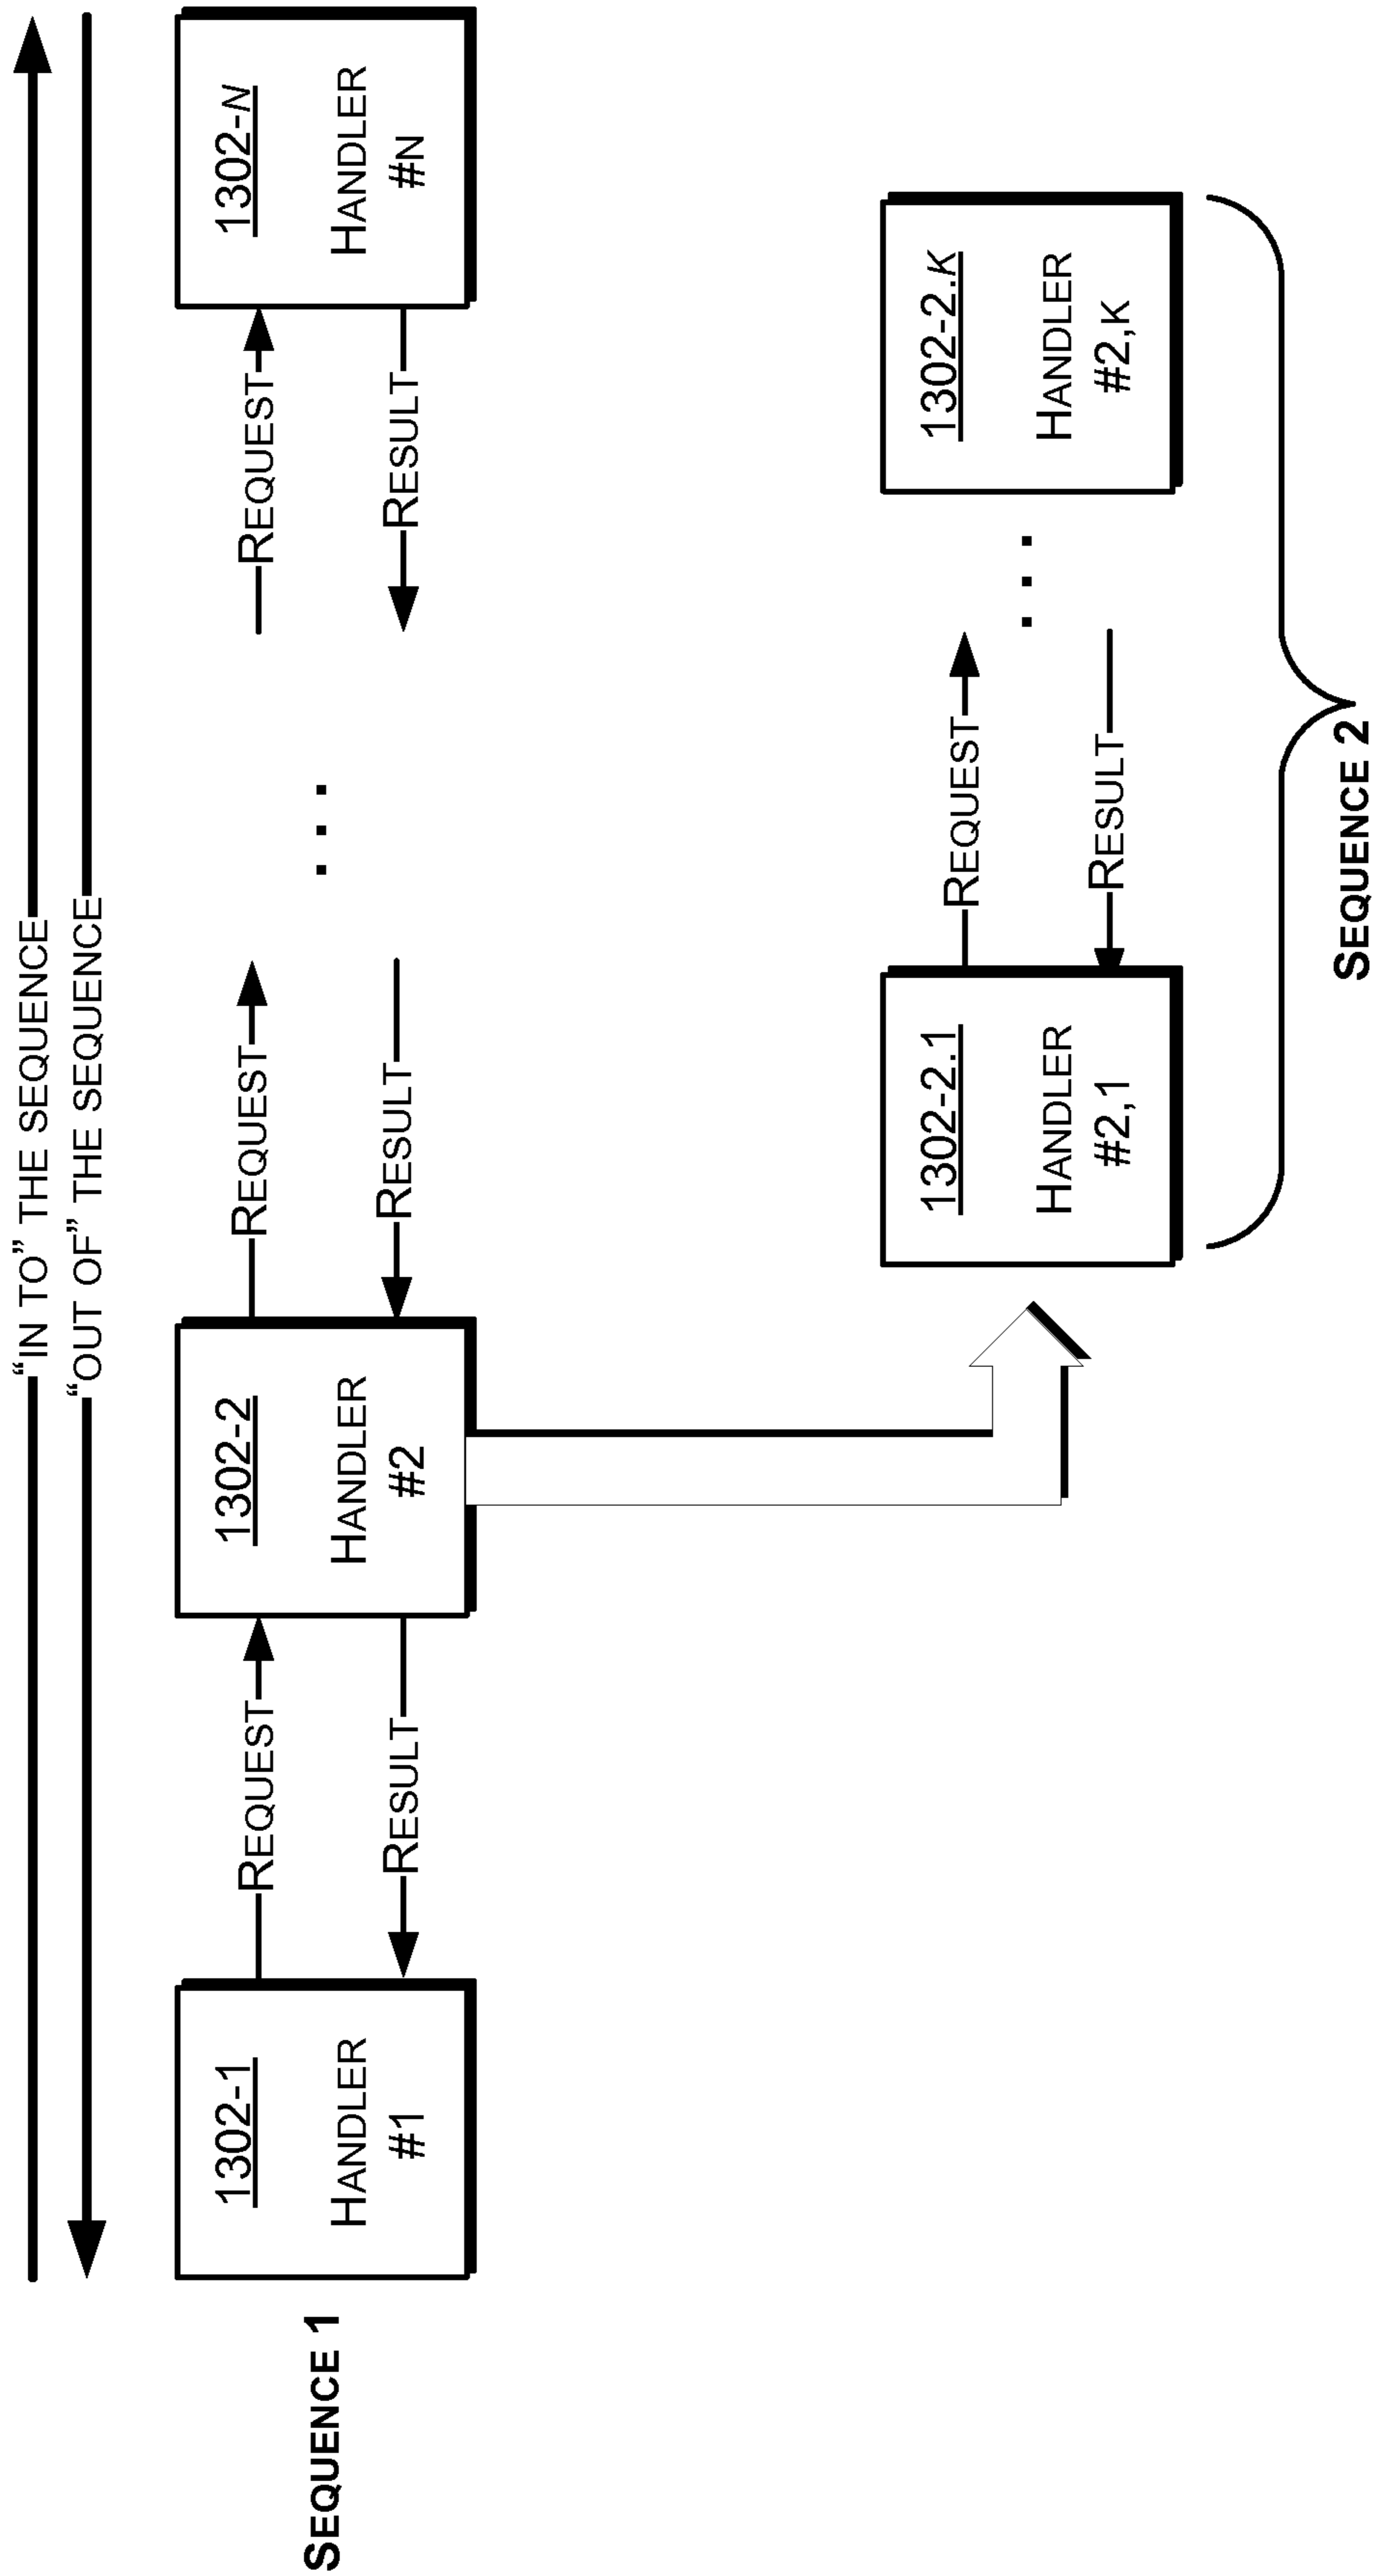 “IN TO” THE SEQUENCE
“OUT OF” THE SEQUENCE
SEQUENCE 1
1302-1
HANDLER
#1
REQUEST
RESULT
1302-2
HANDLER
#2
REQUEST
RESULT
. . .
REQUEST
RESULT
1302-N
HANDLER
#N
1302-2.1
HANDLER
#2,1
REQUEST
RESULT
. . .
1302-2.K
HANDLER
#2,K
SEQUENCE 2